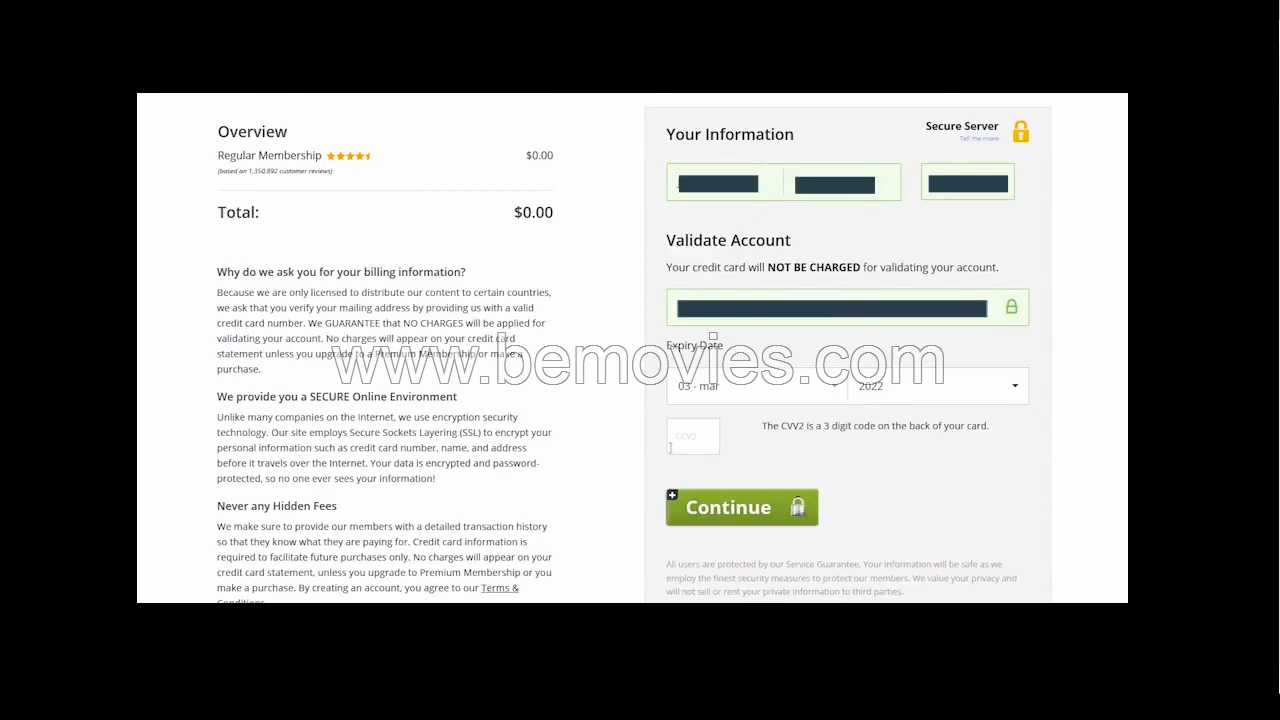 Overview
Regular Membership
$0.00
(based on 1,350,892 customer reviews)
Total:
$0.00
Why do we ask you for your billing information?
Because we are only licensed to distribute our content to certain countries,
we ask that you verify your mailing address by providing us with a valid
credit card number. We GUARANTEE that NO CHARGES will be applied for
validating your account. No charges will appear on your credit card
statement unless you upgrade to a Premium Membership or make a
purchase.
We provide you a SECURE Online Environment
Unlike many companies on the Internet, we use encryption security
technology. Our site employs Secure Sockets Layering (SSL) to encrypt your
personal information such as credit card number, name, and address
before it travels over the Internet. Your data is encrypted and password-
protected, so no one ever sees your information!
Never any Hidden Fees
We make sure to provide our members with a detailed transaction history
so that they know what they are paying for. Credit card information is
required to facilitate future purchases only. No charges will appear on your
credit card statement, unless you upgrade to Premium Membership or you
make a purchase. By creating an account, you agree to our Terms &
Conditions
Your Information
Secure Server
Tell me more
Validate Account
Your credit card will NOT BE CHARGED for validating your account.
Expiry Date
www.bemovies.com
03 - mar
2022
CCV2
The CVV2 is a 3 digit code on the back of your card.
Continue
All users are protected by our Service Guarantee. Your information will be safe as we
employ the finest security measures to protect our members. We value your privacy and
will not sell or rent your private information to third parties.